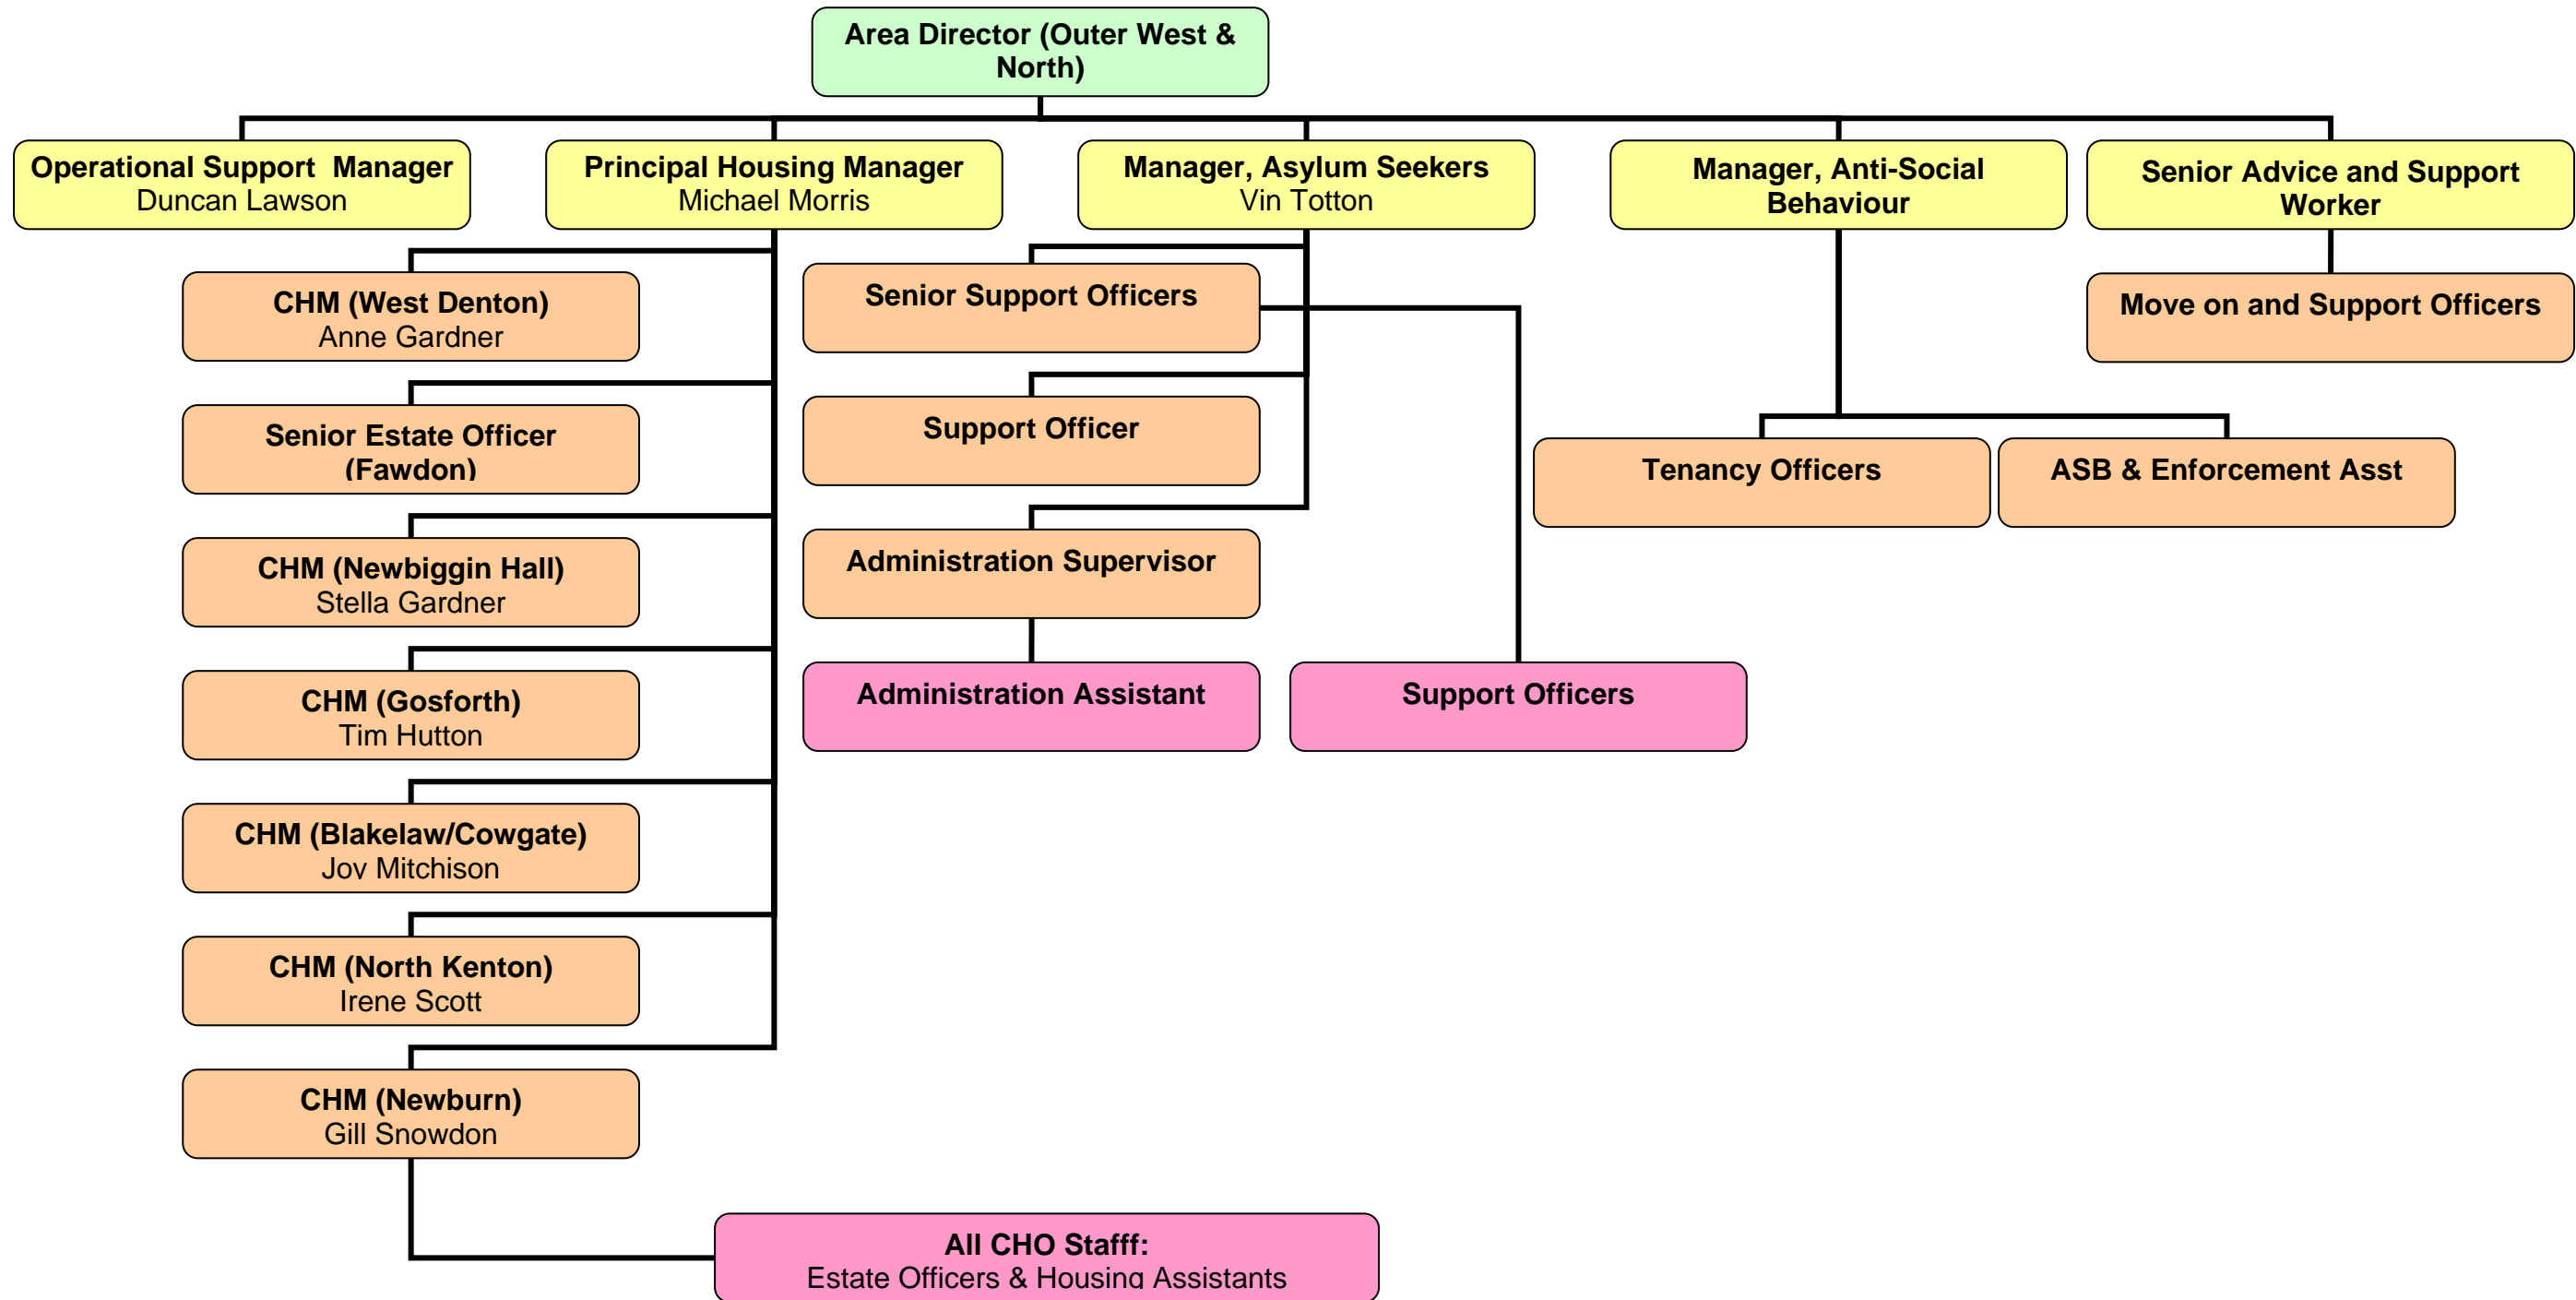 Area Director (Outer West &
North)
Operational Support  Manager
Duncan Lawson
Principal Housing Manager
Michael Morris
Manager, Asylum Seekers
Vin Totton
Manager, Anti-Social
Behaviour
Senior Advice and Support
Worker
CHM (West Denton)
Anne Gardner
Senior Support Officers
Move on and Support Officers
Senior Estate Officer
(Fawdon)
Support Officer
Tenancy Officers
ASB & Enforcement Asst
CHM (Newbiggin Hall)
Stella Gardner
Administration Supervisor
CHM (Gosforth)
Tim Hutton
Administration Assistant
Support Officers
CHM (Blakelaw/Cowgate)
Joy Mitchison
CHM (North Kenton)
Irene Scott
CHM (Newburn)
Gill Snowdon
All CHO Stafff:
Estate Officers & Housing Assistants